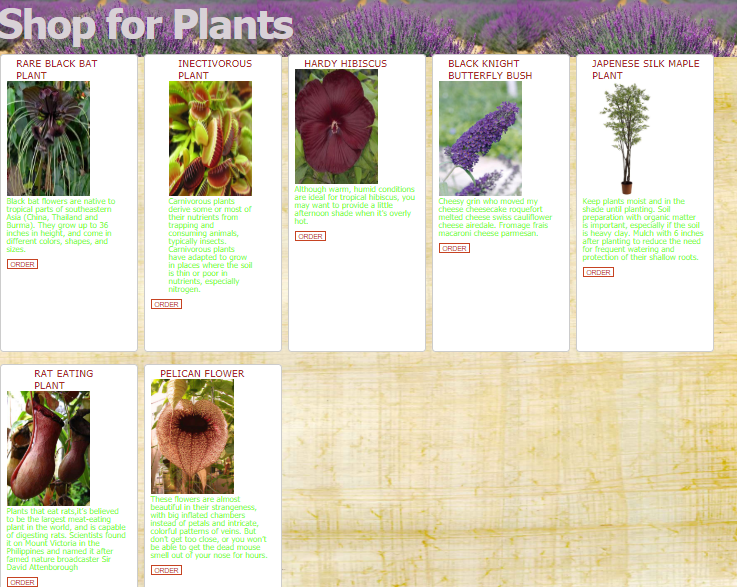 Shop for Plants
RARE BLACK BAT
PLANT
Black bat flowers are native to
tropical parts of southeastern
Asia (China, Thailand and
Burma). They grow up to 36
inches in height, and come in
different colors, shapes, and
sizes.
ORDER
INECTIVOROUS
PLANT
Carnivorous plants
derive some or most of
their nutrients from
trapping and
consuming animals,
typically insects.
Carnivorous plants
have adapted to grow
in places where the soil
is thin or poor in
nutrients, especially
nitrogen.
ORDER
HARDY HIBISCUS
Although warm, humid conditions
are ideal for tropical hibiscus, you
may want to provide a little
afternoon shade when it's overly
hot.
ORDER
BLACK KNIGHT
BUTTERFLY BUSH
Cheesy grin who moved my
cheese cheesecake roquefort
melted cheese swiss cauliflower
cheese airedale. Fromage frais
macaroni cheese parmesan.
ORDER
JAPENESE SILK MAPLE
PLANT
Keep plants moist and in the
shade until planting. Soil
preparation with organic matter
is important, especially if the soil
is heavy clay. Mulch with 6 inches
after planting to reduce the need
for frequent watering and
protection of their shallow roots.
ORDER
RAT EATING
PLANT
Plants that eat rats,it's believed
to be the largest meat-eating
plant in the world, and is capable
of digesting rats. Scientists found
it on Mount Victoria in the
Philippines and named it after
famed nature broadcaster Sir
David Attenborough
ORDER
PELICAN FLOWER
These flowers are almost
beautiful in their strangeness,
with big inflated chambers
instead of petals and intricate,
colorful patterns of veins. But
don't get too close, or you won't
be able to get the dead mouse
smell out of your nose for hours.
ORDER